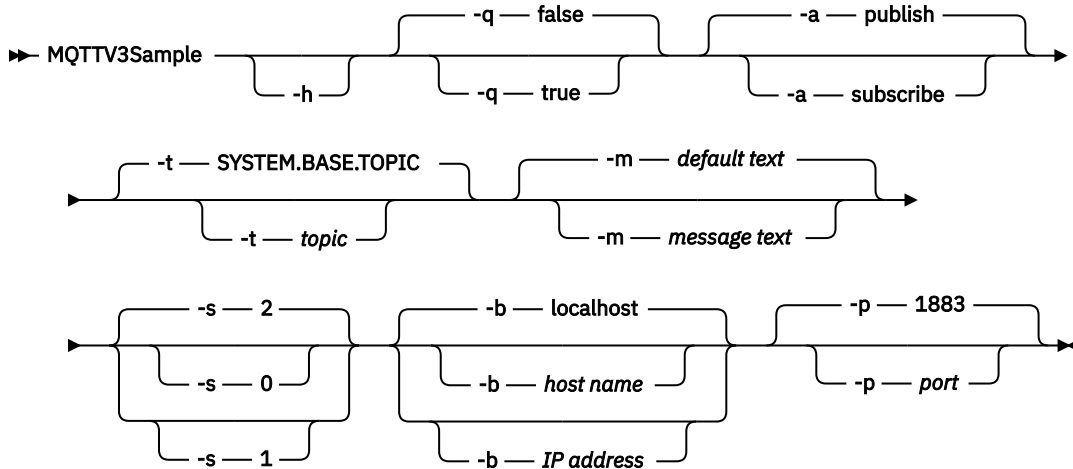 -q false -a publish
MQTTV3Sample
-h -q true -a subscribe
-t SYSTEM.BASE.TOPIC -m default text
-t topic -m message text
-s 2 -b localhost -p 1883
-s 0 -b host name -p port
-s 1 -b IP address